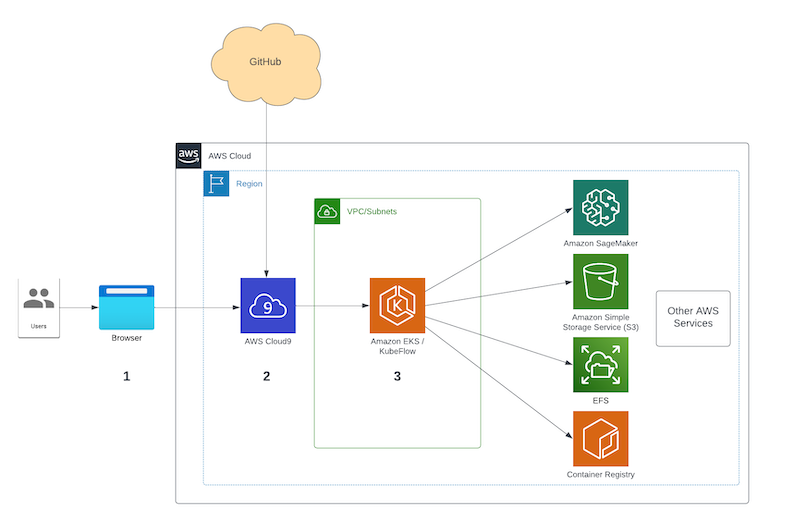 GitHub
aws
AWS Cloud
Region
VPC/Subnets
Users
Browser
1
9
AWS Cloud9
2
K
Amazon EKS /
KubeFlow
3
Amazon SageMaker
Amazon Simple
Storage Service (S3)
EFS
Container Registry
Other AWS
Services